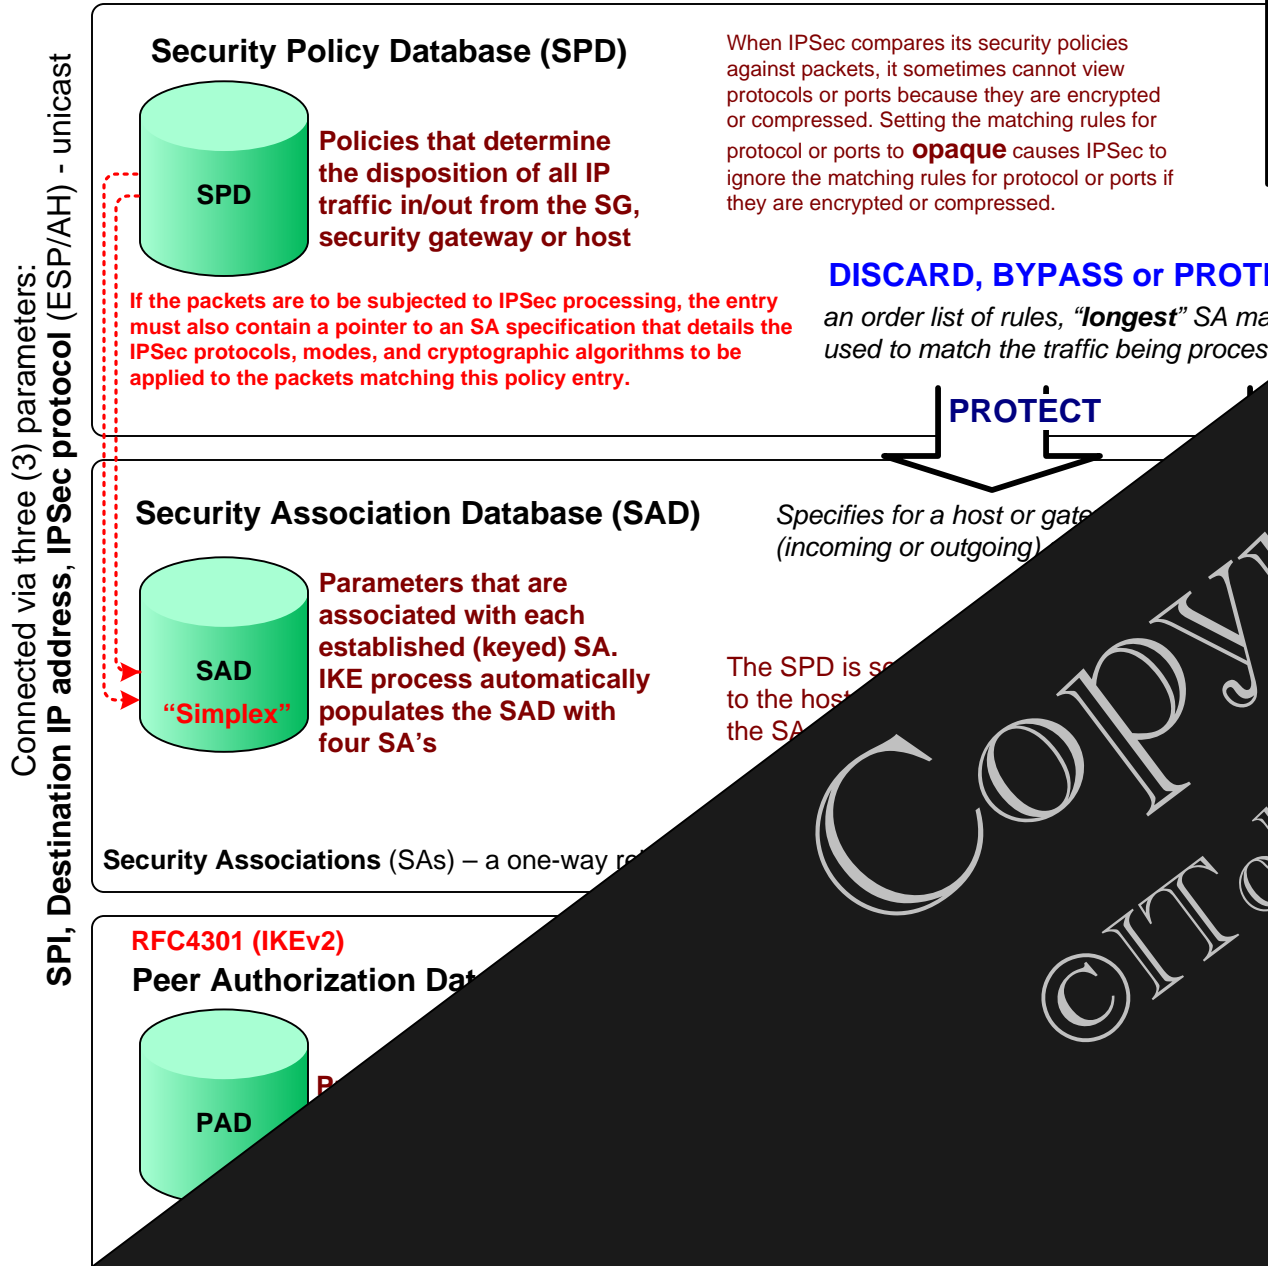 Connected via three (3) parameters:
SPI, Destination IP address, IPSec protocol (ESP/AH) - unicast
Security Policy Database (SPD)
SPD
Policies that determine
the disposition of all IP
traffic in/out from the SG,
security gateway or host
When IPSec compares its security policies
against packets, it sometimes cannot view
protocols or ports because they are encrypted
or compressed. Setting the matching rules for
protocol or ports to opaque causes IPSec to
ignore the matching rules for protocol or ports if
they are encrypted or compressed.
If the packets are to be subjected to IPSec processing, the entry
must also contain a pointer to an SA specification that details the
IPSec protocols, modes, and cryptographic algorithms to be
applied to the packets matching this policy entry.
DISCARD, BYPASS or
an order list of rules, “longest” SA
used to match the traffic being
PROTECT
Security Association Database (SAD)
SAD
“Simplex”
Parameters that are
associated with each
established (keyed) SA.
IKE process automatically
populates the SAD with
four SA’s
Specifies for a host or
(incoming or outgoing)
The SPD is
to the
the
Security Associations (SAs) – a one-way
RFC4301 (IKEv2)
Peer Authorization
PAD